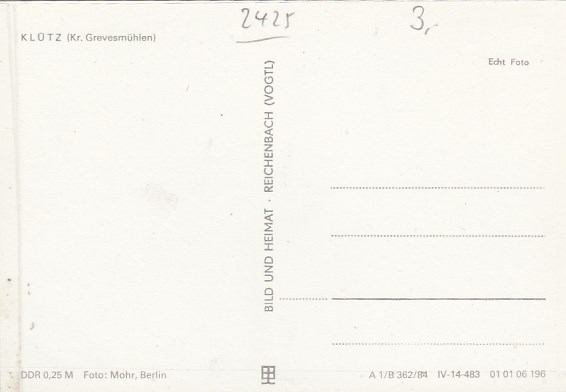 2425
3,-
KLÜTZ (Kr. Grevesmühlen)
Echt Foto
BILD UND HEIMAT · REICHENBACH (VOGTL)
DDR 0,25 M Foto: Mohr, Berlin
A 1/B 362/84 IV-14-483 01 01 06 196